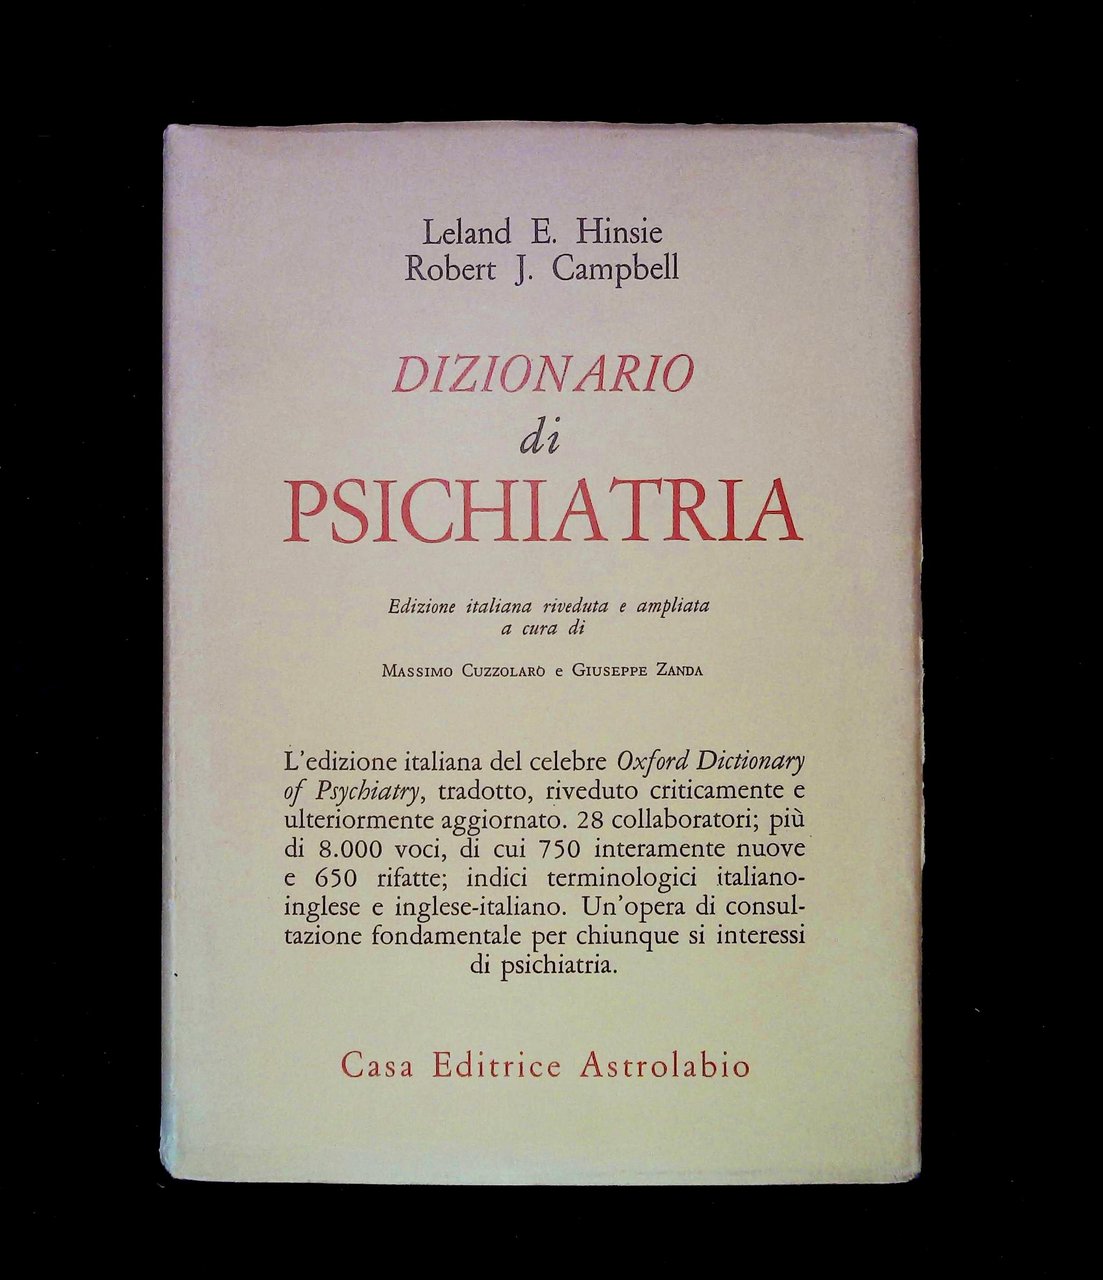 Leland E. Hinsie
Robert J. Campbell
DIZIONARIO
di
PSICHIATRIA
Edizione italiana riveduta e ampliata
a cura di
MASSIMO CUZZOLARO e GIUSEPPE ZANDA
L'edizione italiana del celebre Oxford Dictionary
of Psychiatry, tradotto, riveduto criticamente e
ulteriormente aggiornato. 28 collaboratori; più
di 8.000 voci, di cui 750 interamente nuove
e 650 rifatte; indici terminologici italiano-
inglese e inglese-italiano. Un'opera di consul-
tazione fondamentale per chiunque si interessi
di psichiatria.
Casa Editrice Astrolabio